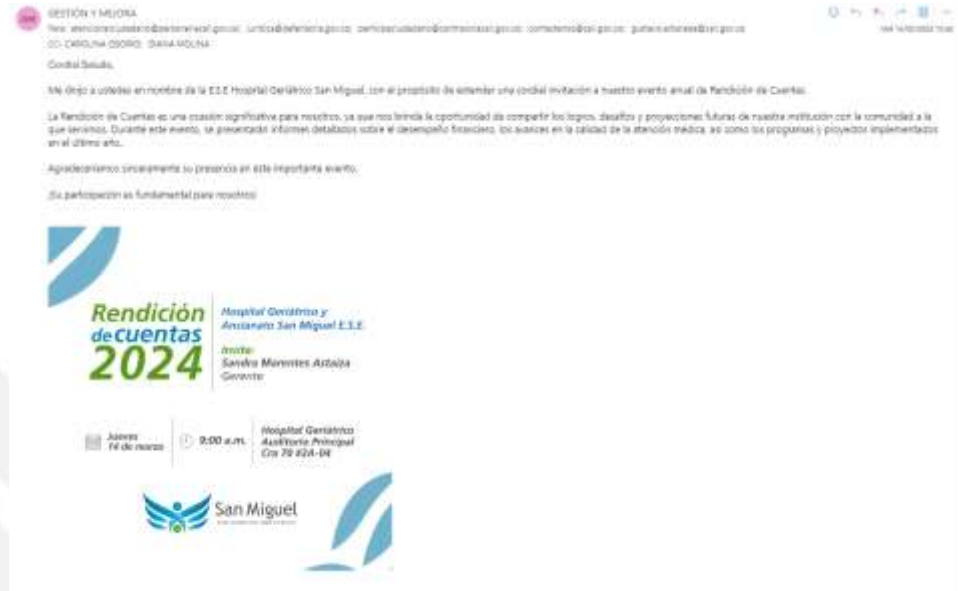 GESTIÓN Y MEJORA
CC: CAROLINA OSORIO; DIANA MOLINA
Cordial Saludo,
Me dirijo a ustedes en nombre de la E.S.E Hospital Geriátrico San Miguel, con el propósito de extender una cordial invitación a nuestro evento anual de Rendición de Cuentas.
La Rendición de Cuentas es una ocasión significativa para nosotros, ya que nos brinda la oportunidad de compartir los logros, desafíos y proyecciones futuras de nuestra institución con la comunidad a la
que servimos. Durante este evento, se presentarán informes detallados sobre el desempeño financiero, los avances en la calidad de la atención médica, así como los programas y proyectos implementados
en el último año.
Agradeceríamos sinceramente su presencia en este importante evento.
¡Su participación es fundamental para nosotros!
Rendición
de cuentas
2024
Hospital Geriátrico y
Ancianato San Miguel E.S.E.
Invita:
Sandra Morentes Astaiza
Gerente
Jueves
14 de marzo
9:00 a.m.
Hospital Geriátrico
Auditorio Principal
Cra 70 #2A-04
San Miguel